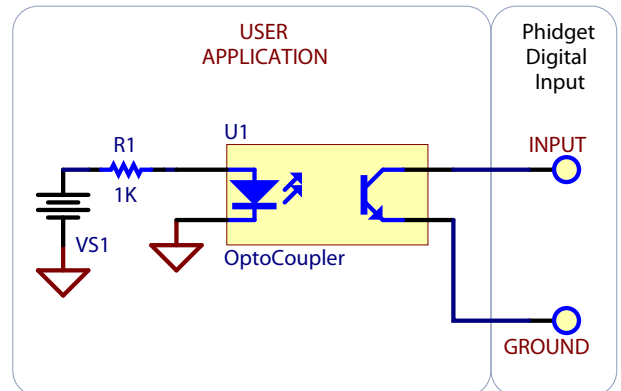 USER
APPLICATION
Phidget
Digital
Input
U1
R1
1K
VS1
OptoCoupler
INPUT
GROUND